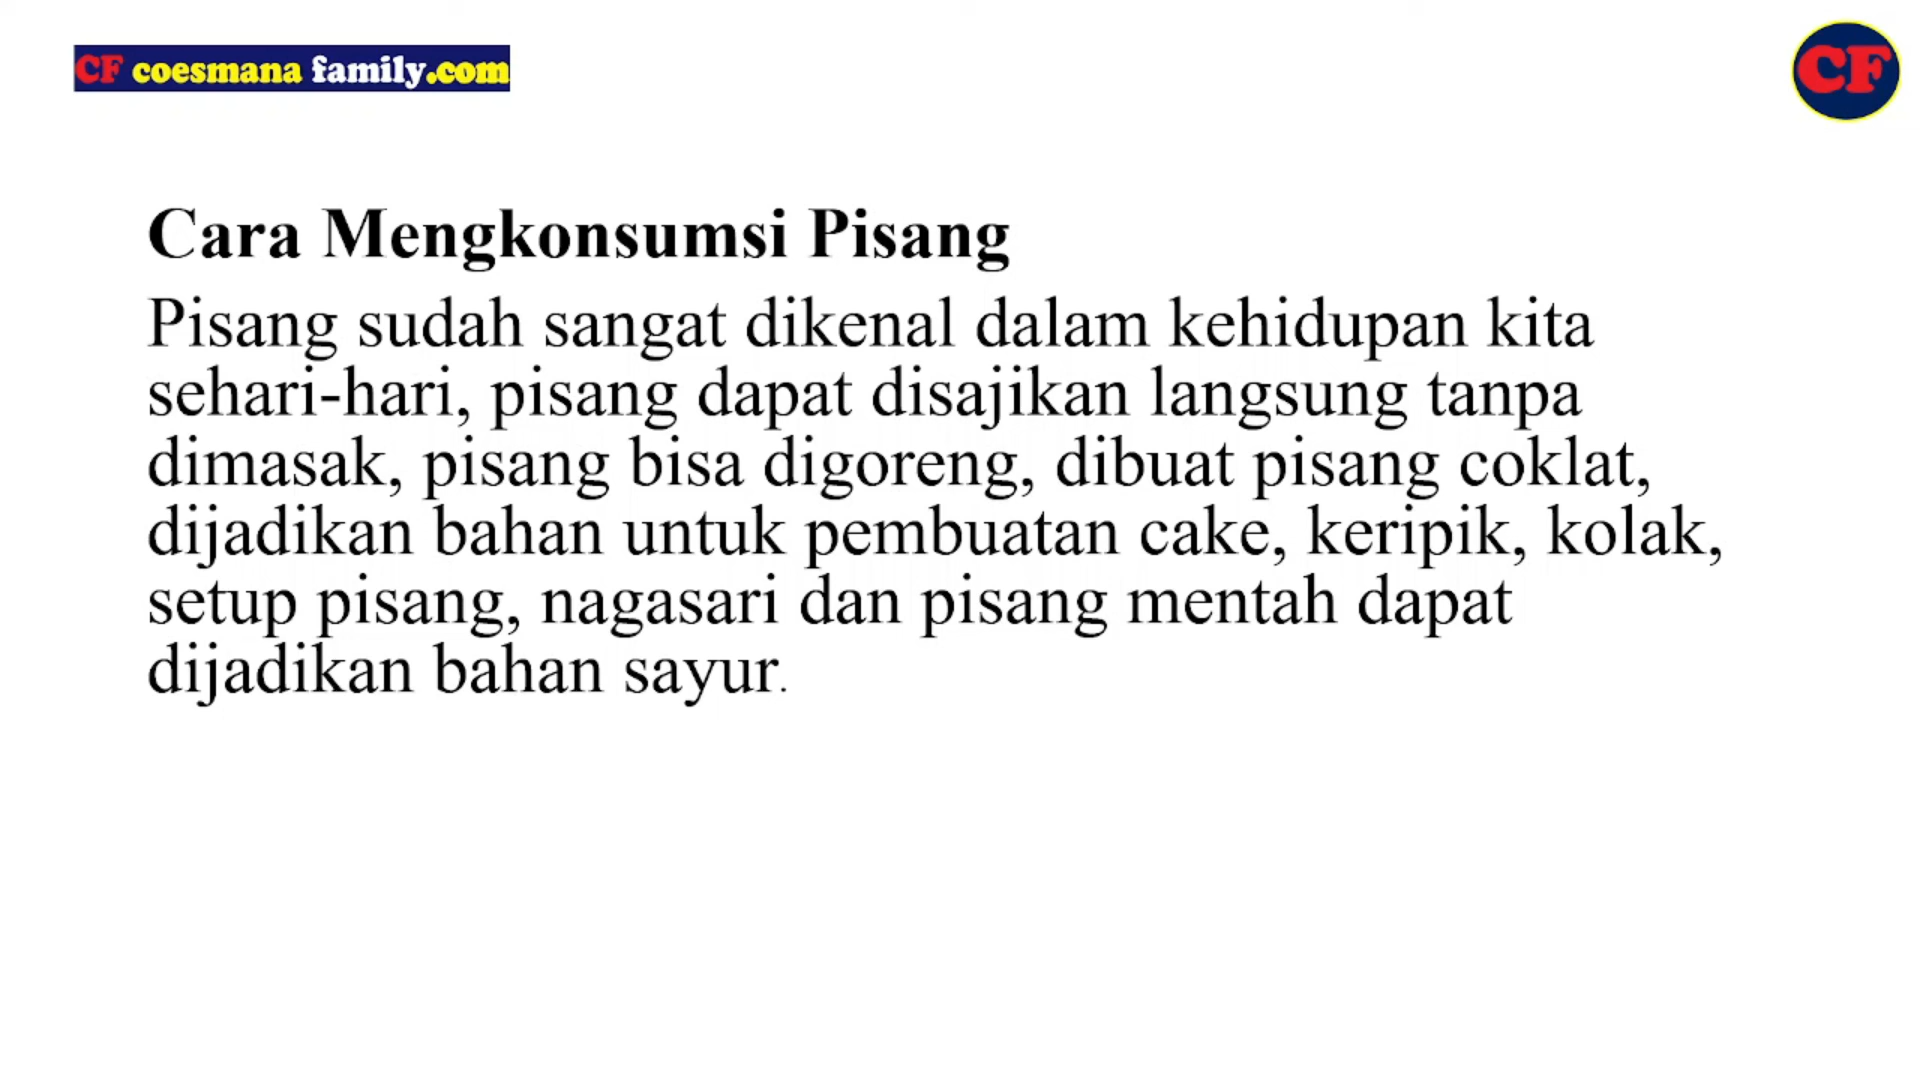 CF coesmana family.com
CF
Cara Mengkonsumsi Pisang
Pisang sudah sangat dikenal dalam kehidupan kita
sehari-hari, pisang dapat disajikan langsung tanpa
dimasak, pisang bisa digoreng, dibuat pisang coklat,
dijadikan bahan untuk pembuatan cake, keripik, kolak,
setup pisang, nagasari dan pisang mentah dapat
dijadikan bahan sayur.